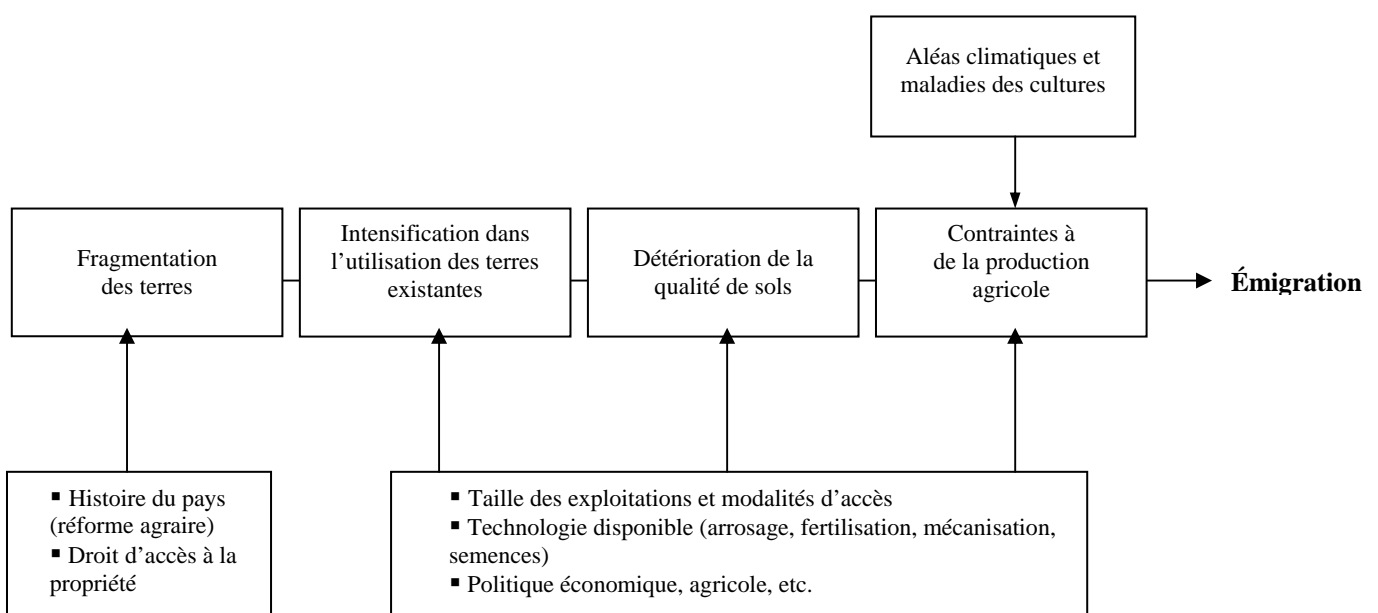 Aléas climatiques et
maladies des cultures
Fragmentation
des terres
Intensification dans
l’utilisation des terres
existantes
Détérioration de la
qualité de sols
Contraintes à
de la production
agricole
Émigration
▪ Histoire du pays
(réforme agraire)
▪ Droit d’accès à la
propriété
▪ Taille des exploitations et modalités d’accès
▪ Technologie disponible (arrosage, fertilisation, mécanisation,
semences)
▪ Politique économique, agricole, etc.